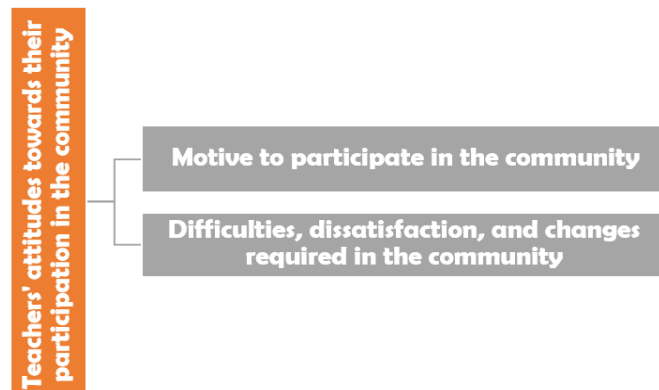 Teachers' attitudes towards their
participation in the community
Motive to participate in the community
Difficulties, dissatisfaction, and changes
required in the community